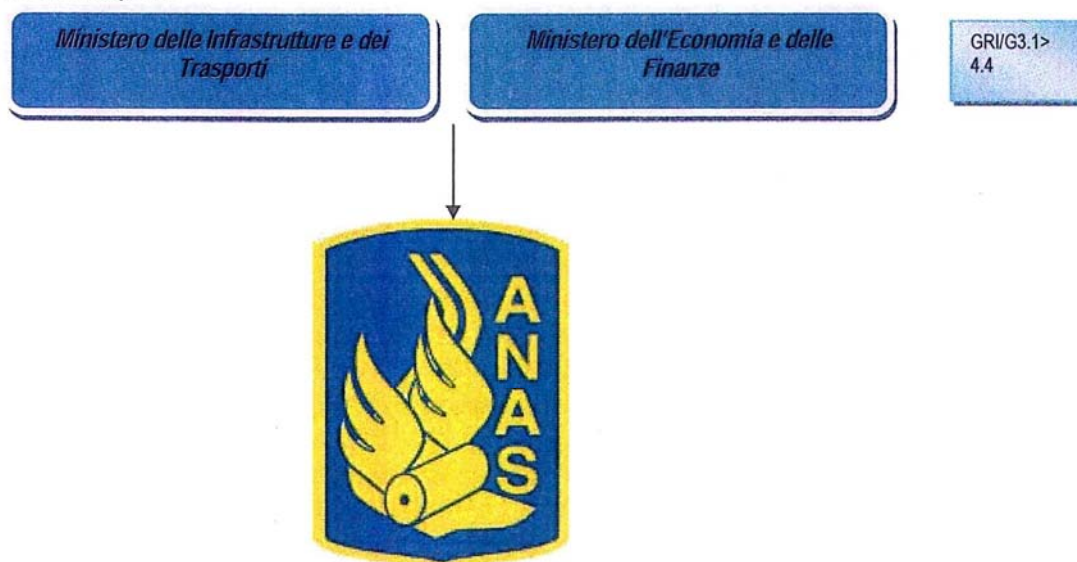 Ministero delle Infrastrutture e dei
Trasporti
Ministero dell'Economia e delle
Finanze
GRI/G3.1>
4.4
ANAS